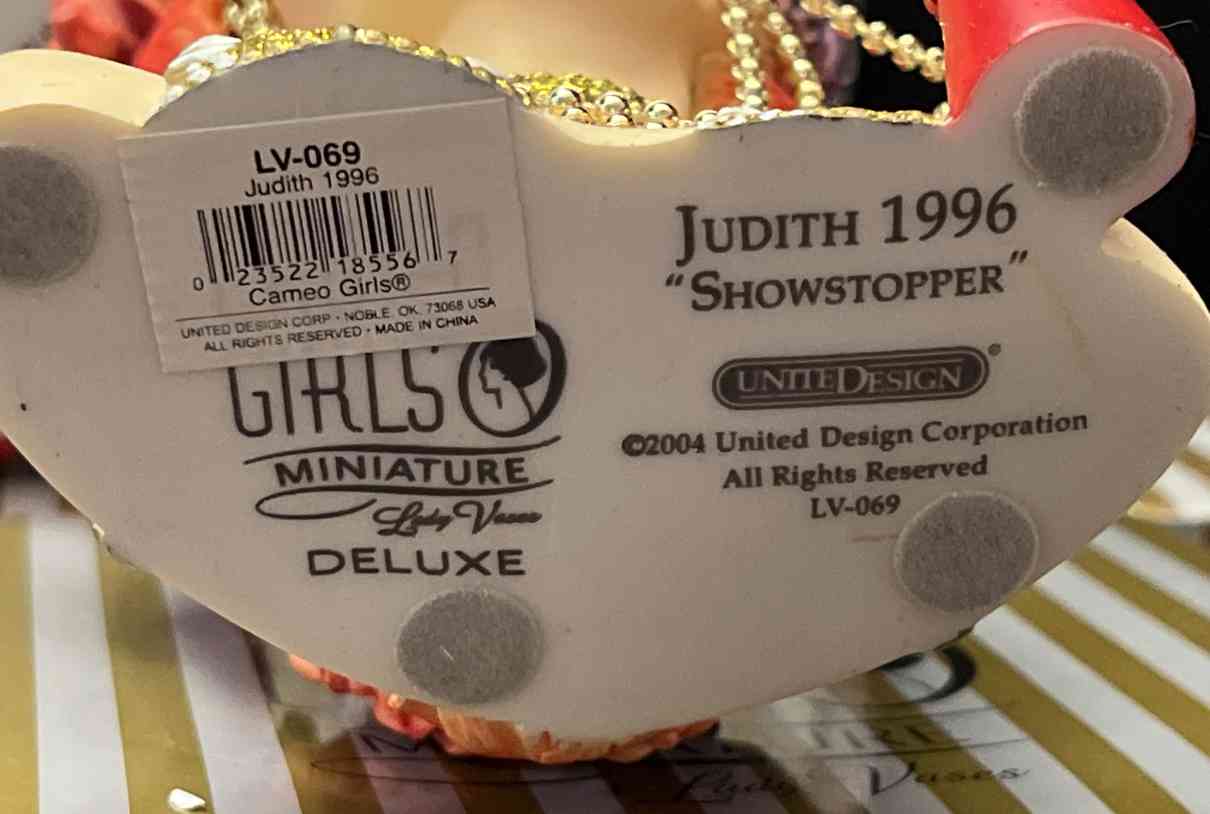 LV-069
Judith 1996
0 23522 18556 7
Cameo Girls®
UNITED DESIGN CORP • NOBLE, OK. 73068 USA
ALL RIGHTS RESERVED • MADE IN CHINA
GIRLS
MINIATURE
Lady Vases
DELUXE
JUDITH 1996
"SHOWSTOPPER"
UNITEDESIGN®
©2004 United Design Corporation
All Rights Reserved
LV-069
Lady Vases